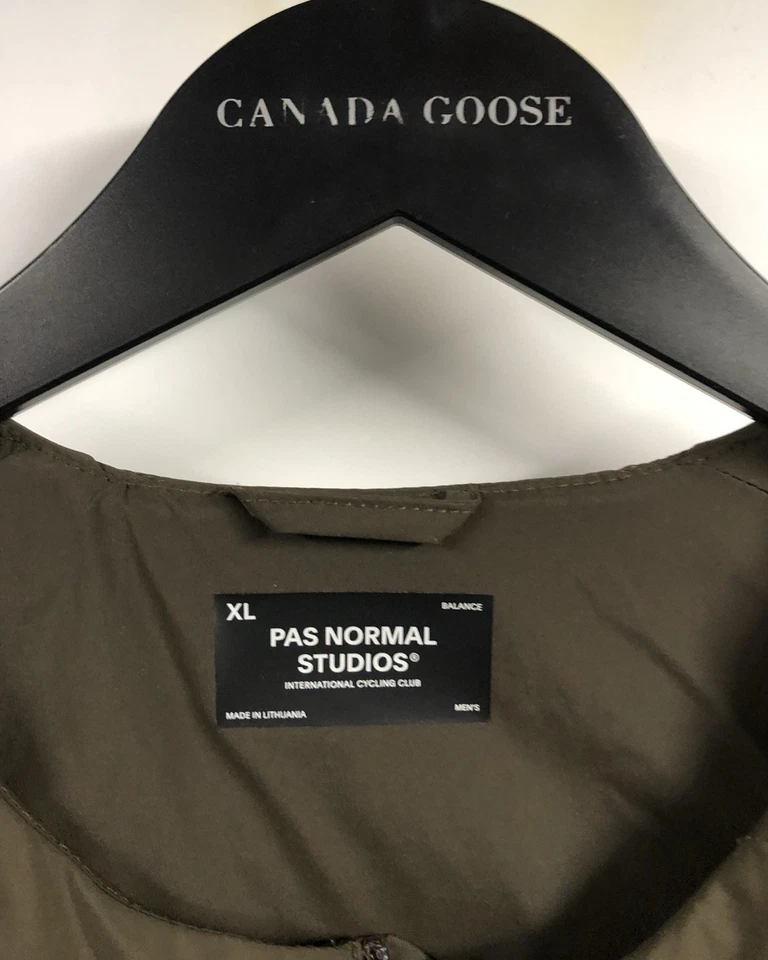 CANADA GOOSE
XL
BALANCE
PAS NORMAL
STUDIOS®
INTERNATIONAL CYCLING CLUB
MADE IN LITHUANIA
MEN'S